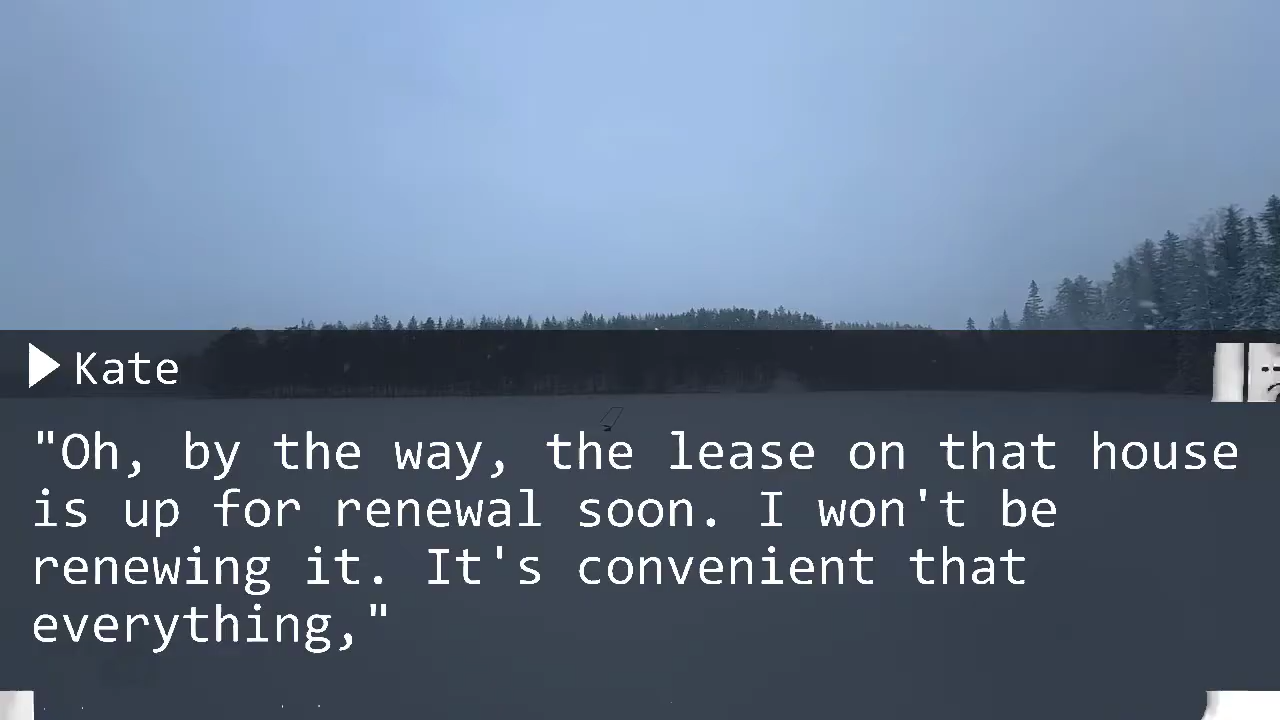 Kate
"Oh, by the way, the lease on that house
is up for renewal soon. I won't be
renewing it. It's convenient that
everything,"